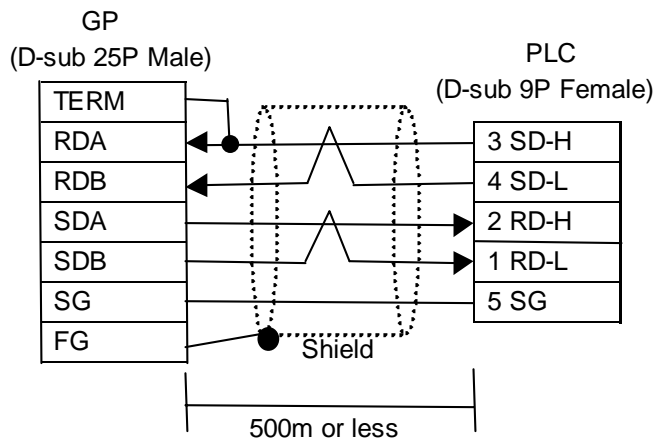 GP
(D-sub 25P Male)
PLC
(D-sub 9P Female)
TERM
RDA
RDB
SDA
SDB
SG
FG
3 SD-H
4 SD-L
2 RD-H
1 RD-L
5 SG
Shield
500m or less